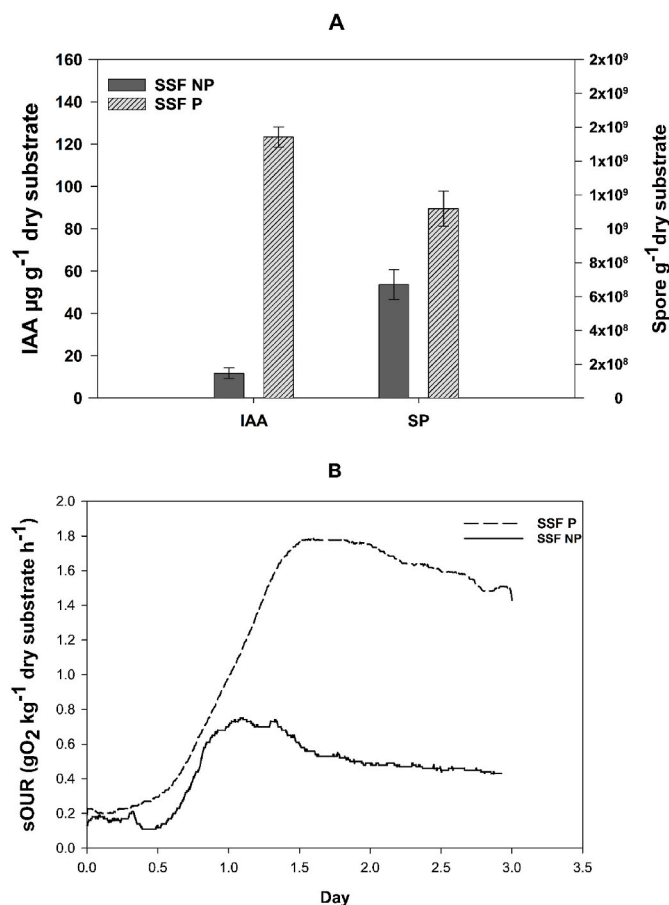 A
SSF NP
SSF P
160
140
120
100
80
60
40
20
0
IAA µg g⁻¹ dry substrate
2x10⁹
2x10⁹
2x10⁹
1x10⁹
1x10⁹
10⁹
8x10⁸
6x10⁸
4x10⁸
2x10⁸
0
Spore g⁻¹dry substrate
IAA
SP
B
SSF P
SSF NP
2.0
1.8
1.6
1.4
1.2
1.0
0.8
0.6
0.4
0.2
0.0
sOUR (gO₂ kg⁻¹ dry substrate h⁻¹)
0.0
0.5
1.0
1.5
2.0
2.5
3.0
3.5
Day